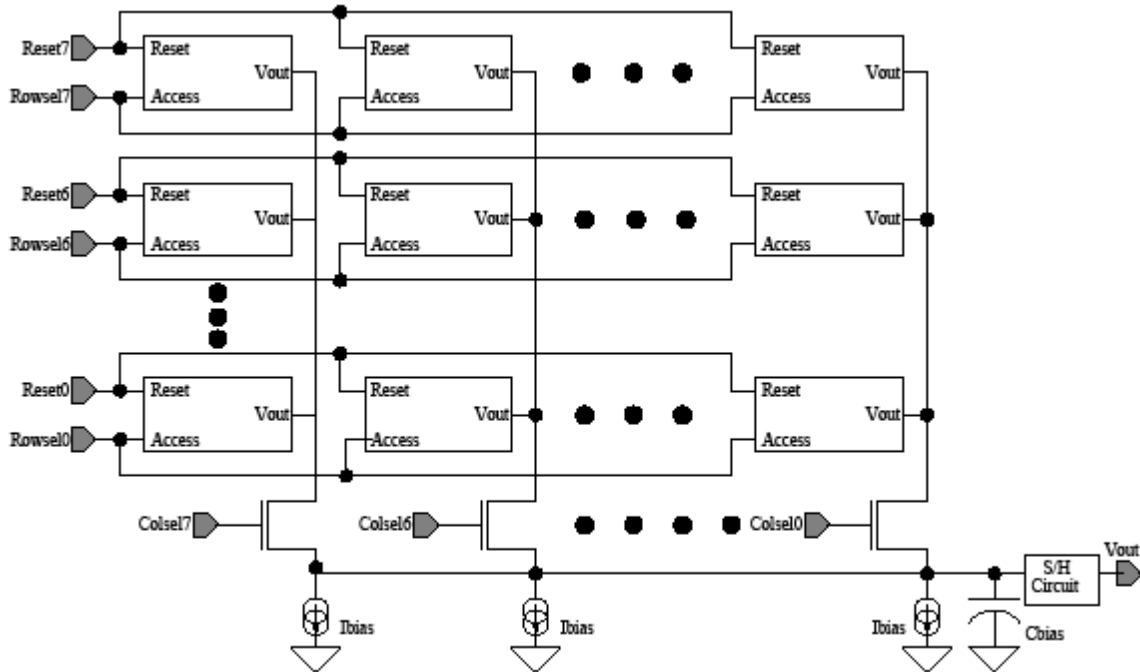 Reset7
Reset
Vout
Reset
Vout
Reset
Vout
Rowsel7
Access
Access
Access
Reset6
Reset
Vout
Reset
Vout
Reset
Vout
Rowsel6
Access
Access
Access
Reset0
Reset
Vout
Reset
Vout
Reset
Vout
Rowsel0
Access
Access
Access
Colsel7
Colsel6
Colsel0
Vout
S/H
Circuit
Ibias
Ibias
Ibias
Cbias